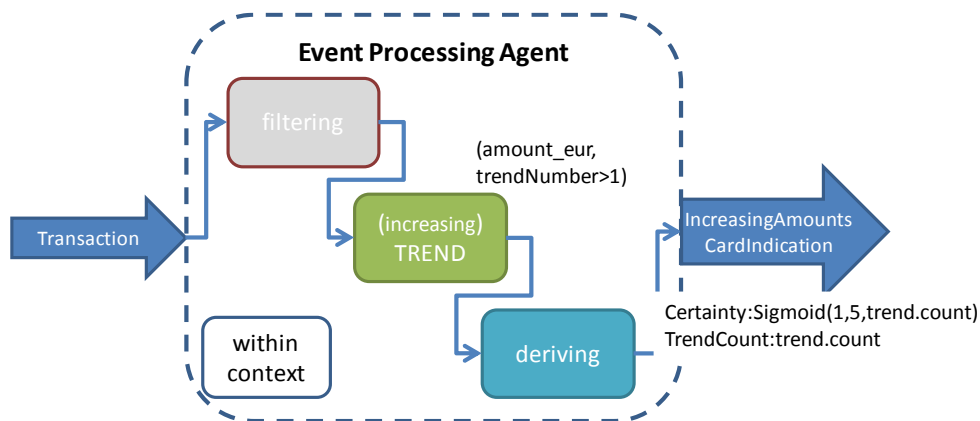 Event Processing Agent
filtering
(amount_eur,
trendNumber>1)
Transaction
(increasing)
TREND
IncreasingAmounts
CardIndication
Certainty:Sigmoid(1,5,trend.count)
TrendCount:trend.count
within
context
deriving